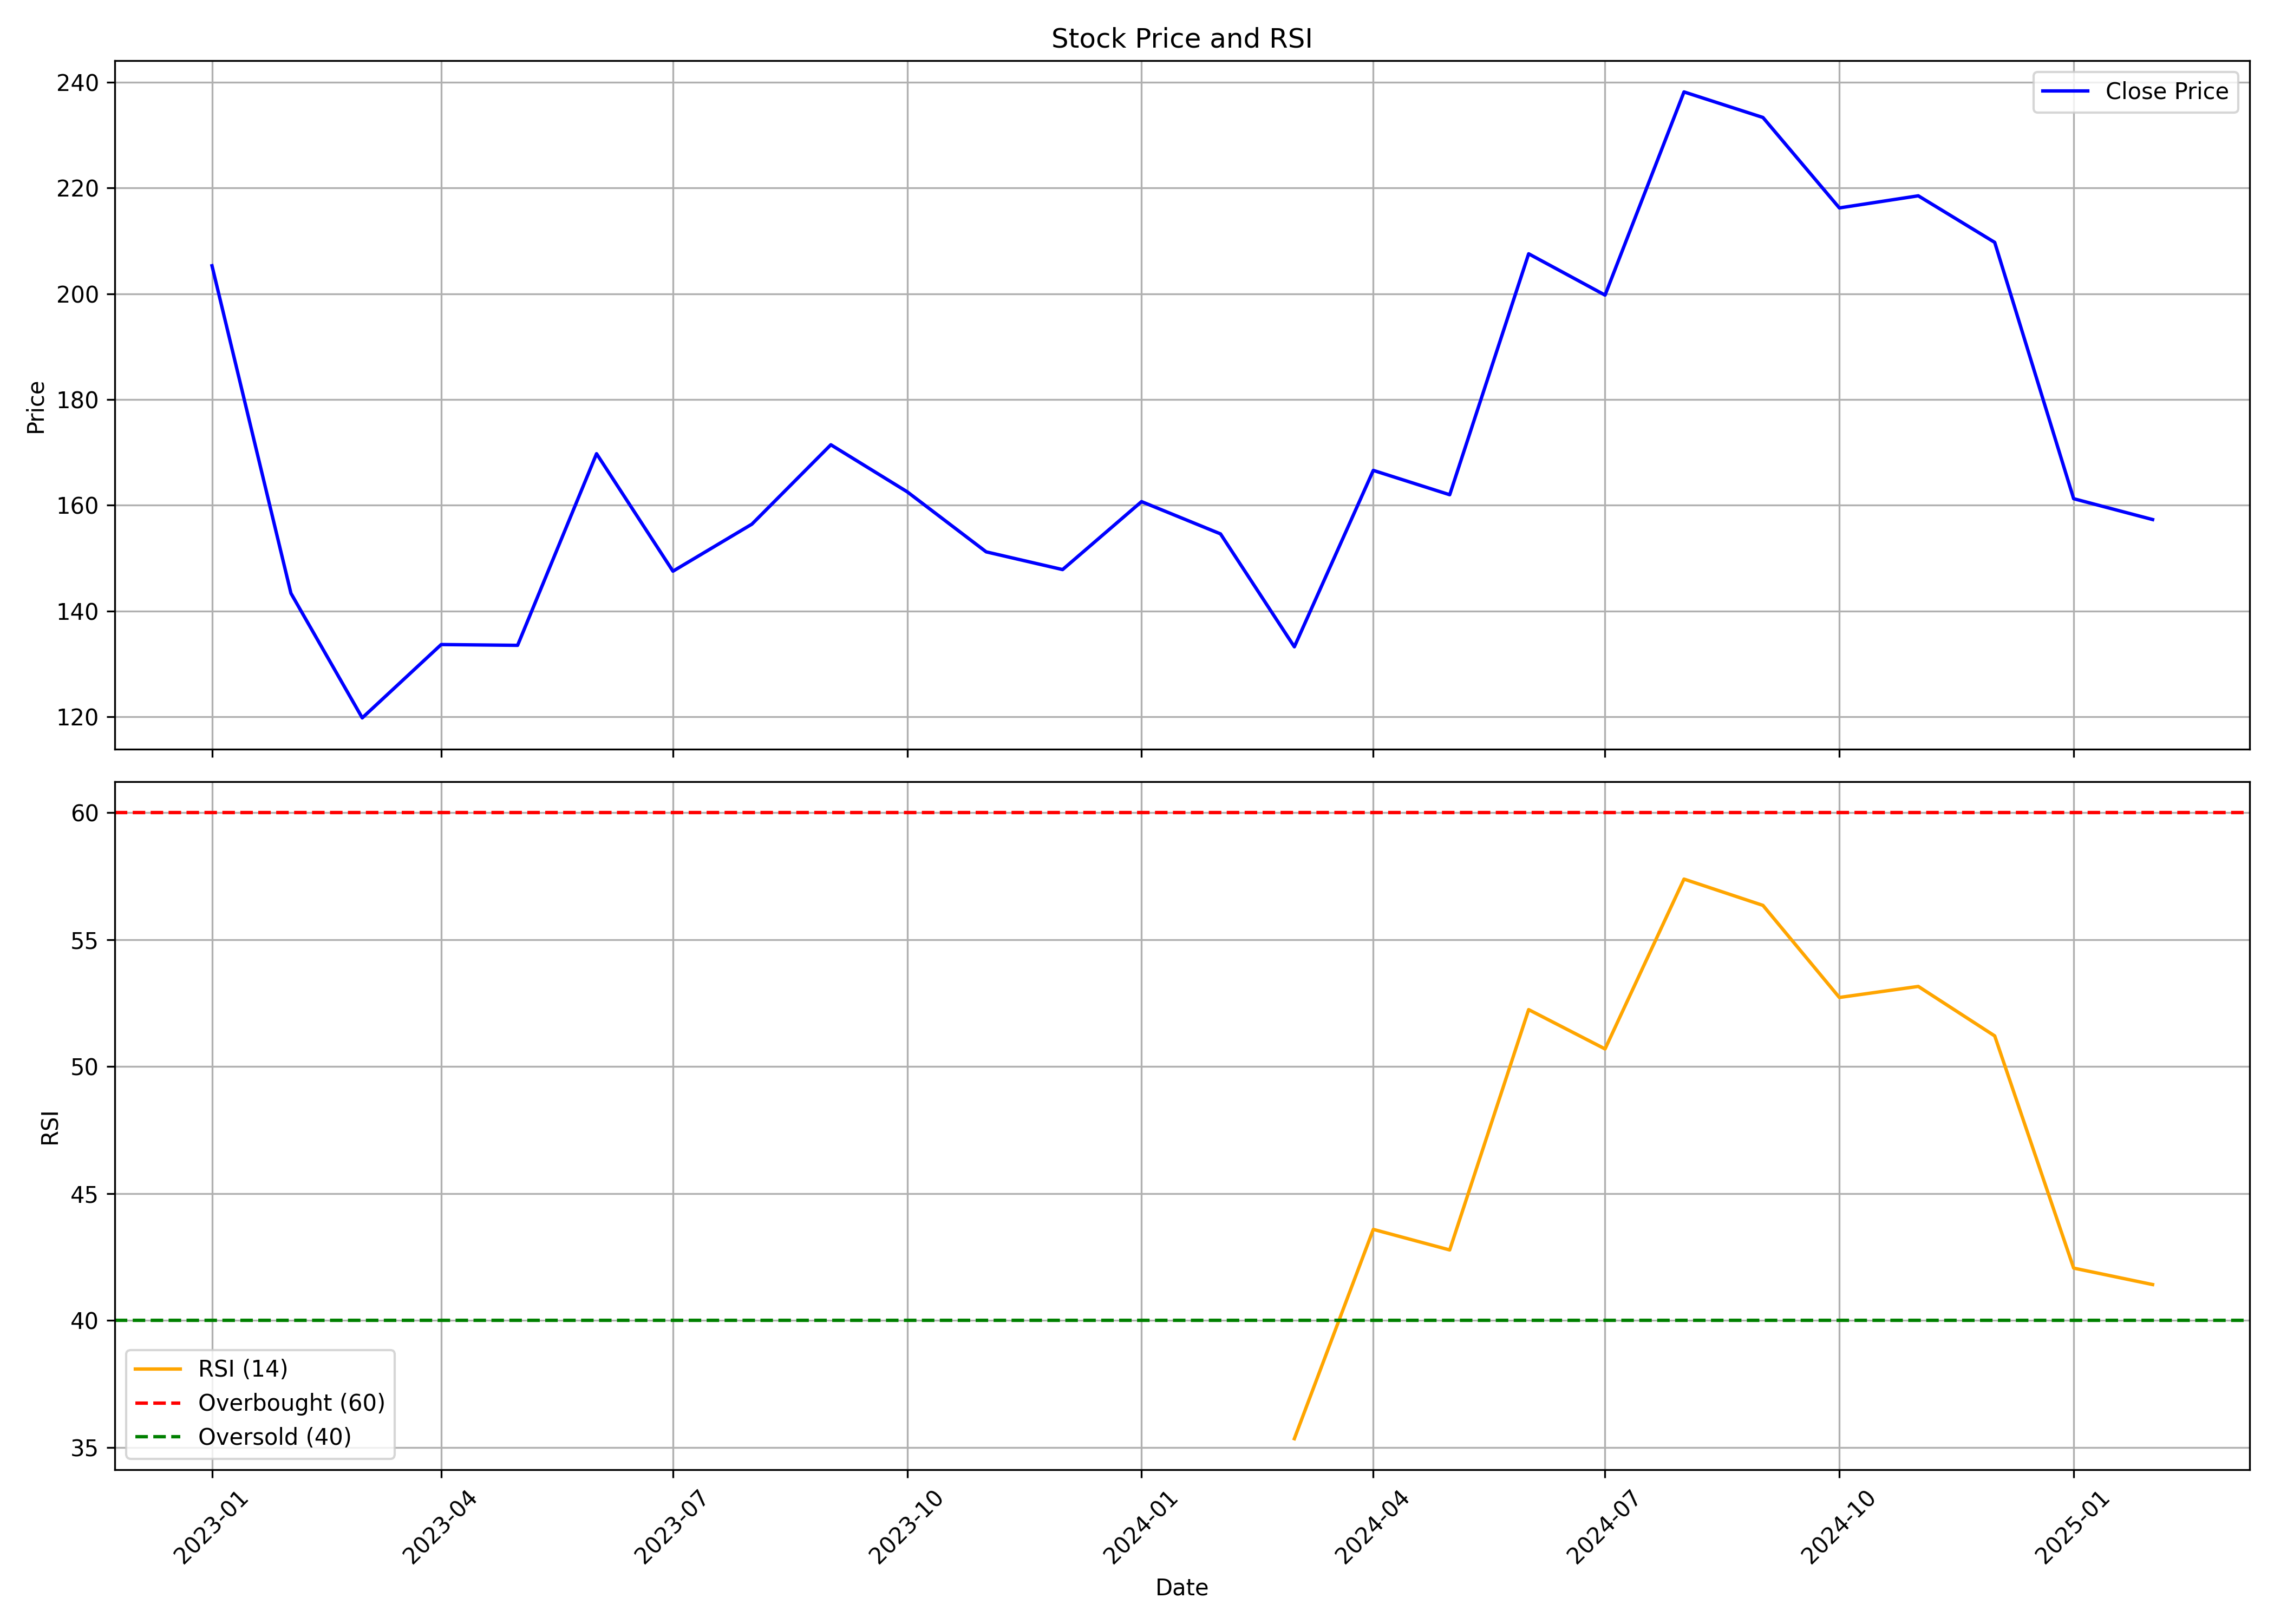 Stock Price and RSI
Close Price
Price
240
220
200
180
160
140
120
RSI
60
55
50
45
40
35
RSI (14)
Overbought (60)
Oversold (40)
2023-01
2023-04
2023-07
2023-10
2024-01
2024-04
2024-07
2024-10
2025-01
Date